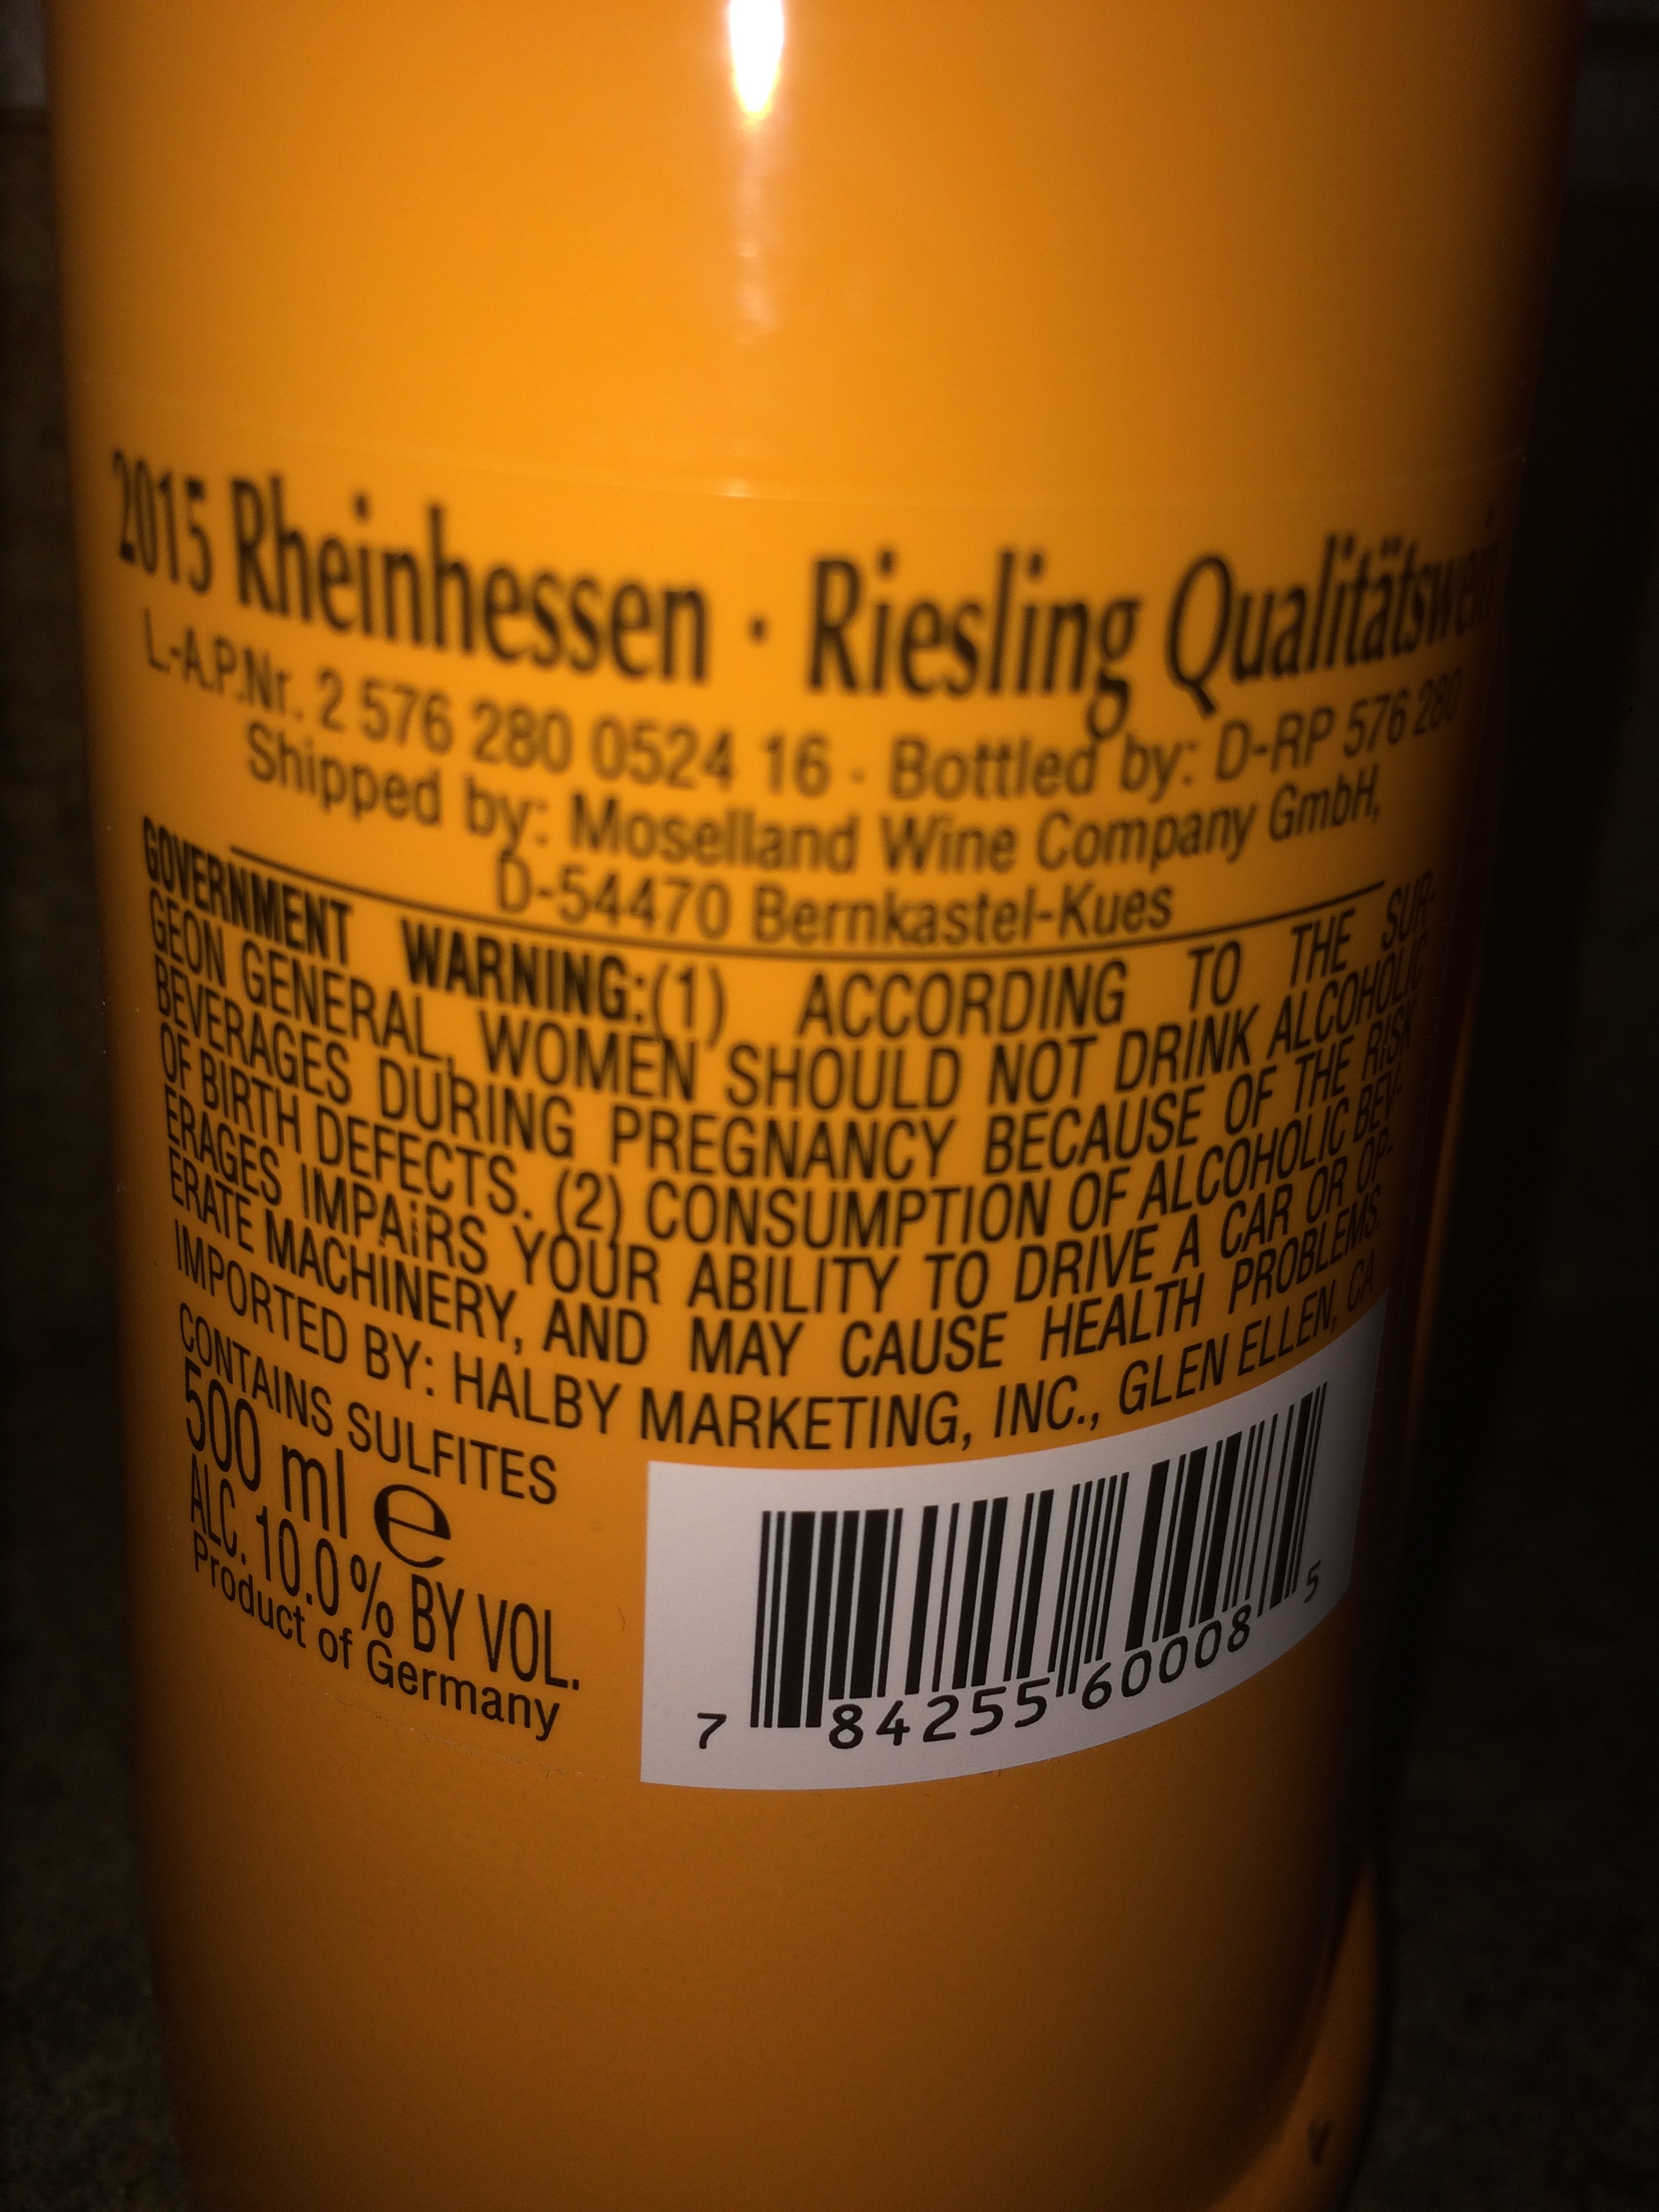 2015 Rheinhessen · Riesling Qualitätswein
L-A.P.Nr. 2 576 280 0524 16 - Bottled by: D-RP 576 280
Shipped by: Moselland Wine Company GmbH,
D-54470 Bernkastel-Kues
GOVERNMENT WARNING:(1) ACCORDING TO THE SUR-
GEON GENERAL, WOMEN SHOULD NOT DRINK ALCOHOLIC
BEVERAGES DURING PREGNANCY BECAUSE OF THE RISK
OF BIRTH DEFECTS. (2) CONSUMPTION OF ALCOHOLIC BEV-
ERAGES IMPAiRS YOUR ABILITY TO DRIVE A CAR OR OP-
ERATE MACHINERY, AND MAY CAUSE HEALTH PROBLEMS.
IMPORTED BY: HALBY MARKETING, INC., GLEN ELLEN, CA
CONTAINS SULFITES
500 ml e
ALC. 10.0% BY VOL.
Product of Germany
7 84255 60008 5